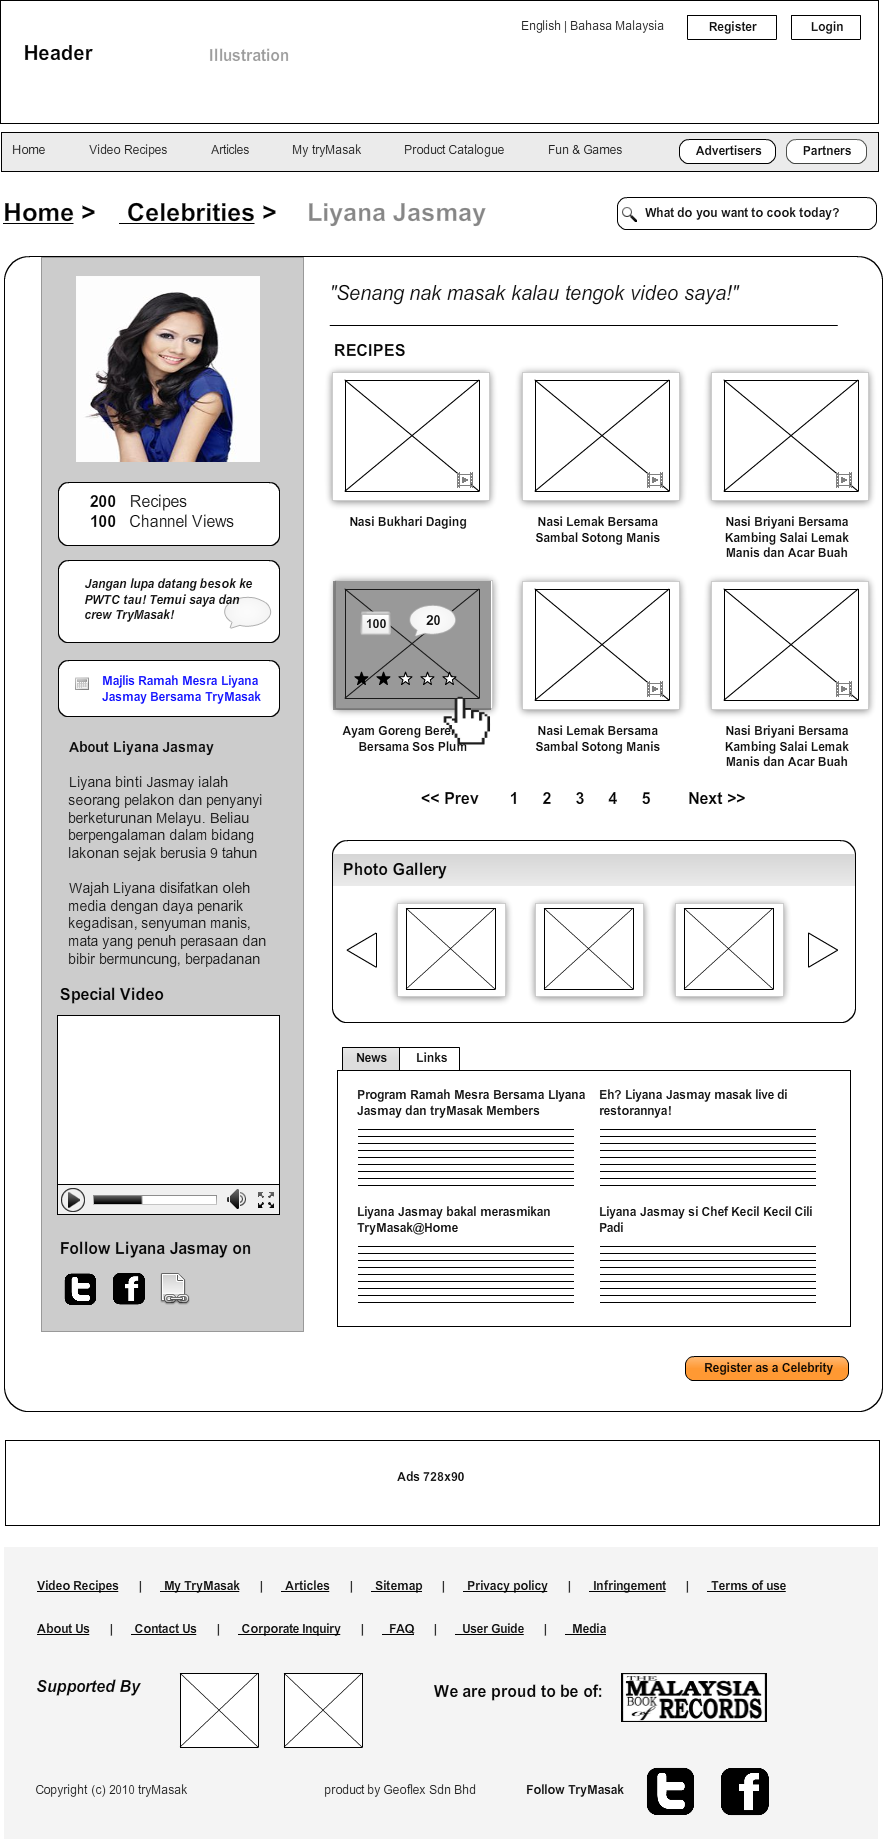 English | Bahasa Malaysia
Register
Login
Header
Illustration
Home
Video Recipes
Articles
My tryMasak
Product Catalogue
Fun & Games
Advertisers
Partners
Home >
Celebrities >
Liyana Jasmay
What do you want to cook today?
200 Recipes
100 Channel Views
Jangan lupa datang besok ke
PWTC tau! Temui saya dan
crew TryMasak!
Majlis Ramah Mesra Liyana
Jasmay Bersama TryMasak
About Liyana Jasmay
Liyana binti Jasmay ialah
seorang pelakon dan penyanyi
berketurunan Melayu. Beliau
berpengalaman dalam bidang
lakonan sejak berusia 9 tahun
Wajah Liyana disifatkan oleh
media dengan daya penarik
kegadisan, senyuman manis,
mata yang penuh perasaan dan
bibir bermuncung, berpadanan
Special Video
Follow Liyana Jasmay on
"Senang nak masak kalau tengok video saya!"
RECIPES
Nasi Bukhari Daging
Nasi Lemak Bersama
Sambal Sotong Manis
Nasi Briyani Bersama
Kambing Salai Lemak
Manis dan Acar Buah
100
20
Ayam Goreng
Bersama Sos Plum
Nasi Lemak Bersama
Sambal Sotong Manis
Nasi Briyani Bersama
Kambing Salai Lemak
Manis dan Acar Buah
<< Prev 1 2 3 4 5 Next >>
Photo Gallery
News
Links
Program Ramah Mesra Bersama LIyana
Jasmay dan tryMasak Members
Eh? Liyana Jasmay masak live di
restorannya!
Liyana Jasmay bakal merasmikan
TryMasak@Home
Liyana Jasmay si Chef Kecil Kecil Cili
Padi
Register as a Celebrity
Ads 728x90
Video Recipes | My TryMasak | Articles | Sitemap | Privacy policy | Infringement | Terms of use
About Us | Contact Us | Corporate Inquiry | FAQ | User Guide | Media
Supported By
We are proud to be of:
THE
MALAYSIA
BOOK of RECORDS
Copyright (c) 2010 tryMasak
product by Geoflex Sdn Bhd
Follow TryMasak